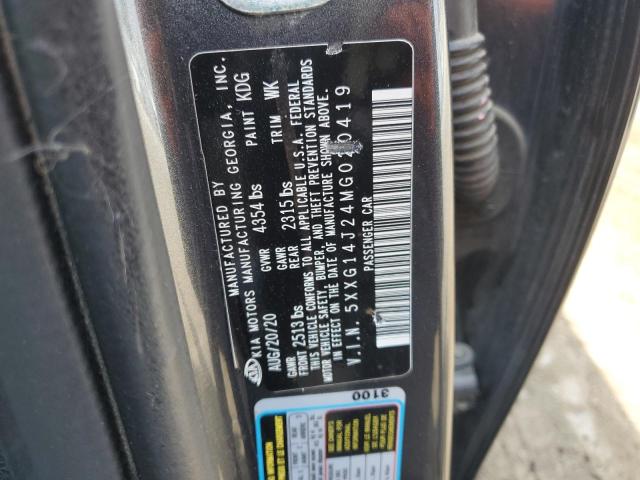 KIA MANUFACTURED BY
KIA MOTORS MANUFACTURING GEORGIA, INC.
AUG/20/20 4354 lbs PAINT KDG
GVWR
GAWR GAWR TRIM WK
FRONT 2513 lbs REAR 2315 lbs
THIS VEHICLE CONFORMS TO ALL APPLICABLE U.S.A. FEDERAL
MOTOR VEHICLE SAFETY, BUMPER, AND THEFT PREVENTION STANDARDS
IN EFFECT ON THE DATE OF MANUFACTURE SHOWN ABOVE.
V.I.N. 5XXG14J24MG020419
PASSENGER CAR
3100